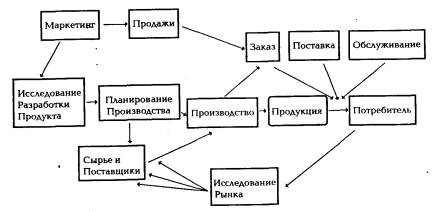 Маркетинг
Продажи
Заказ
Поставка
Обслуживание
Исследование
Разработки
Продукта
Планирование
Производства
Производство
Продукция
Потребитель
Сырье и
Поставщики
Исследование
Рынка